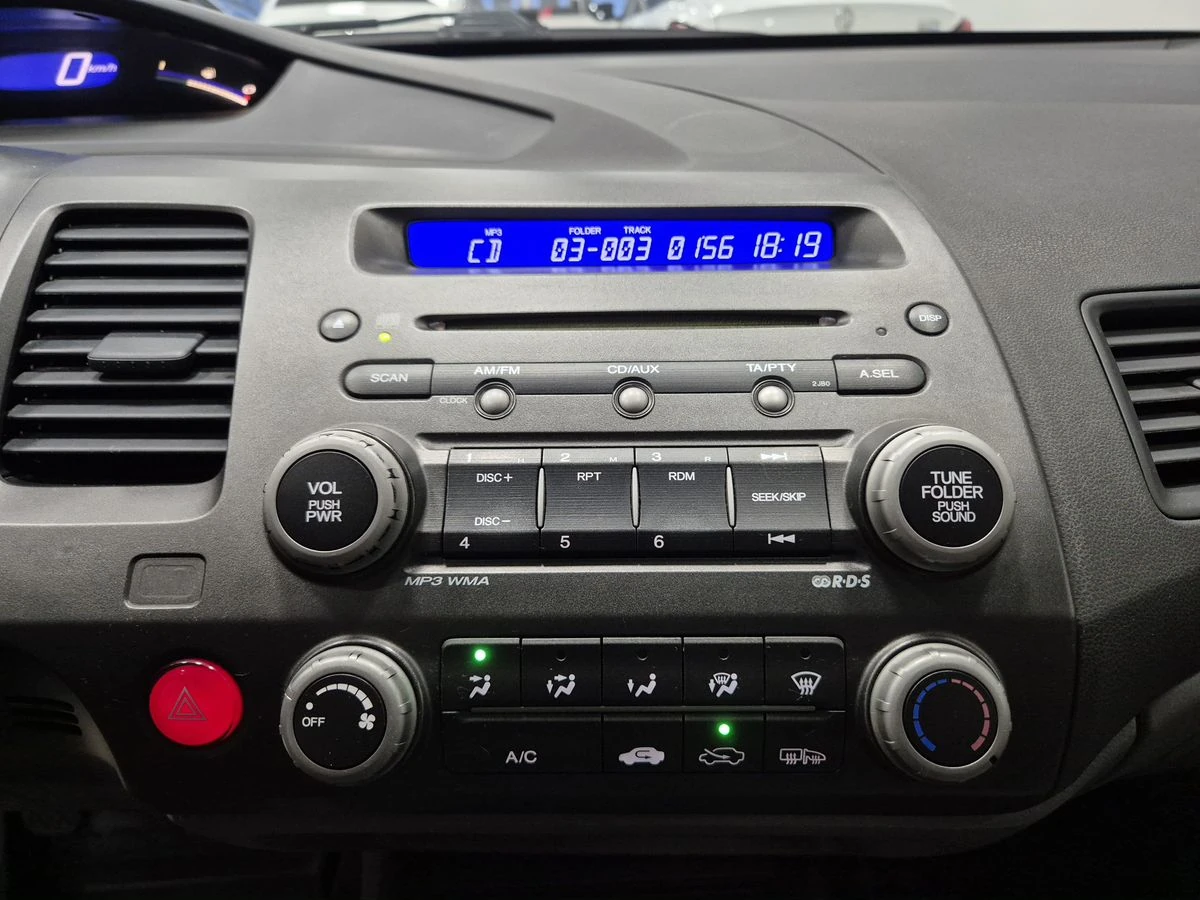 0 km/h
MP3 FOLDER TRACK
CD 03-003 0156 18:19
DISP
SCAN
AM/FM
CD/AUX
TA/PTY
A.SEL
CLOCK
2JB0
VOL
PUSH
PWR
1 H
2 M
3 R
DISC+
RPT
RDM
SEEK/SKIP
DISC−
4
5
6
TUNE
FOLDER
PUSH
SOUND
MP3 WMA
R·D·S
OFF
A/C